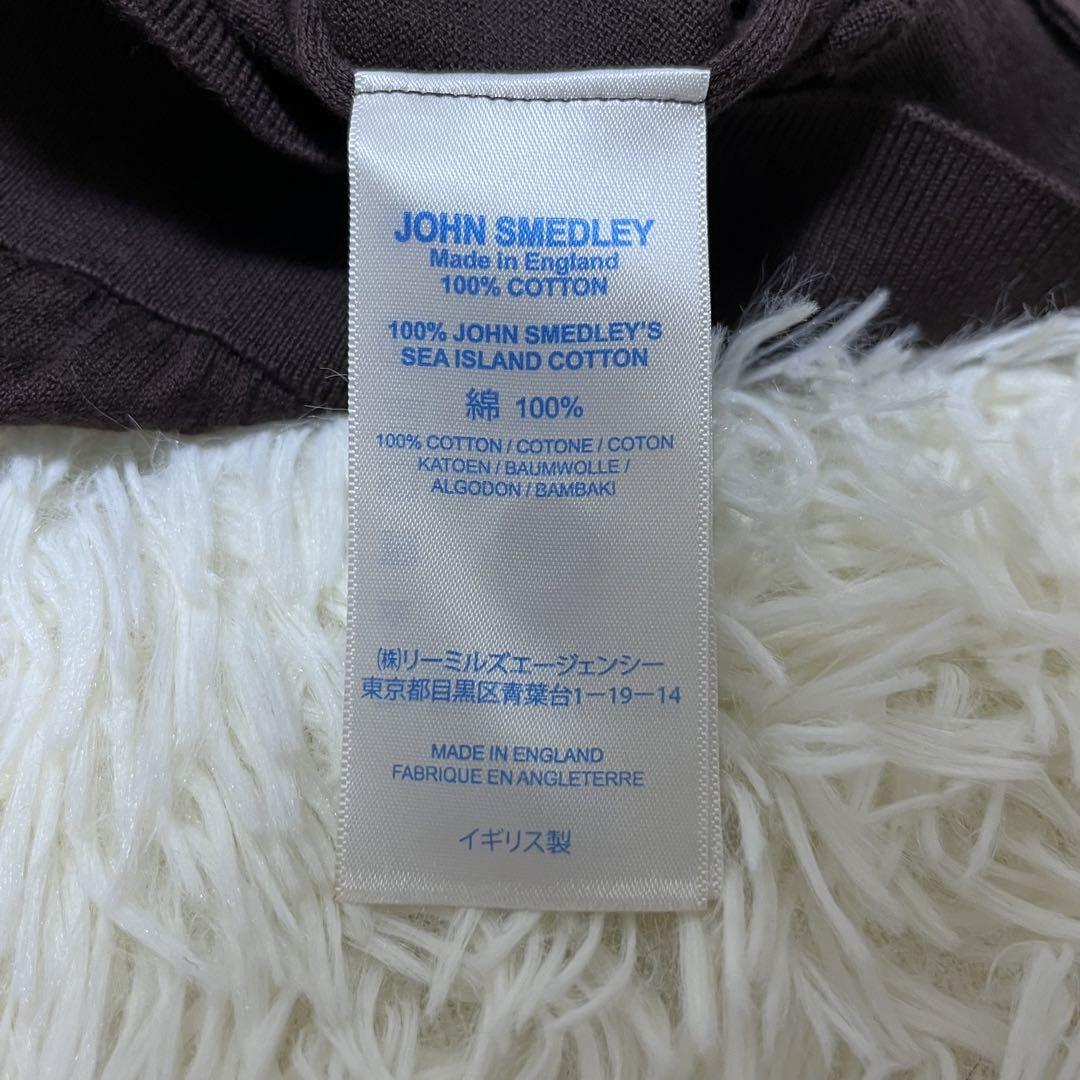 JOHN SMEDLEY
Made in England
100% COTTON
100% JOHN SMEDLEY'S
SEA ISLAND COTTON
綿 100%
100% COTTON / COTONE / COTON
KATOEN / BAUMWOLLE /
ALGODON / BAMBAKI
㈱リーミルズエージェンシー
東京都目黒区青葉台1-19-14
MADE IN ENGLAND
FABRIQUE EN ANGLETERRE
イギリス製